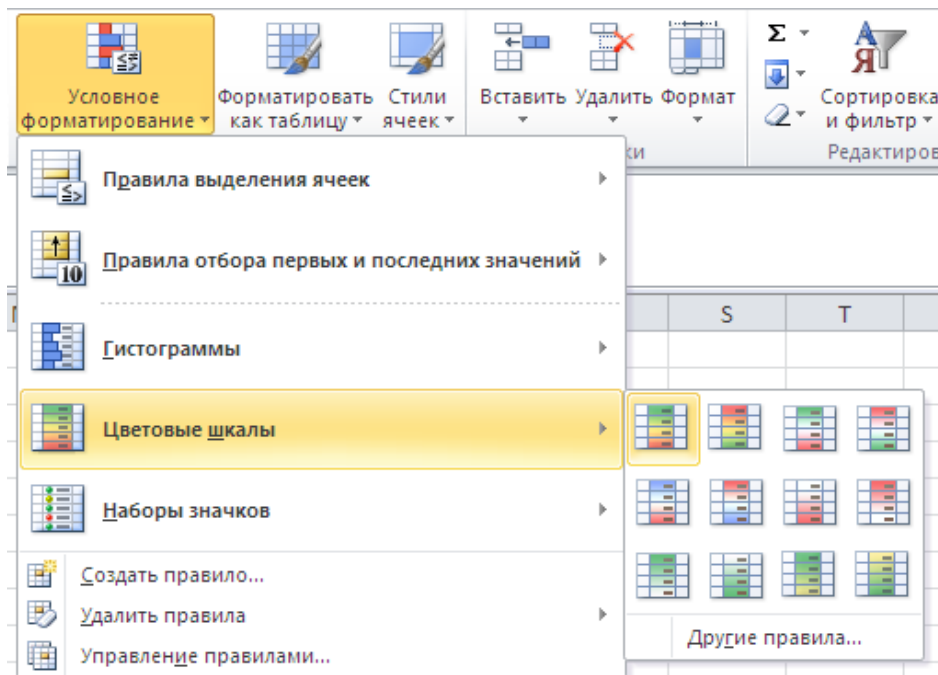 Условное Форматировать Стили Вставить Удалить Формат Сортировка
форматирование как таблицу ячеек и фильтр
Редактиров
Правила выделения ячеек
Правила отбора первых и последних значений
10
S T
Гистограммы
Цветовые шкалы
Наборы значков
Создать правило...
Удалить правила
Другие правила...
Управление правилами...